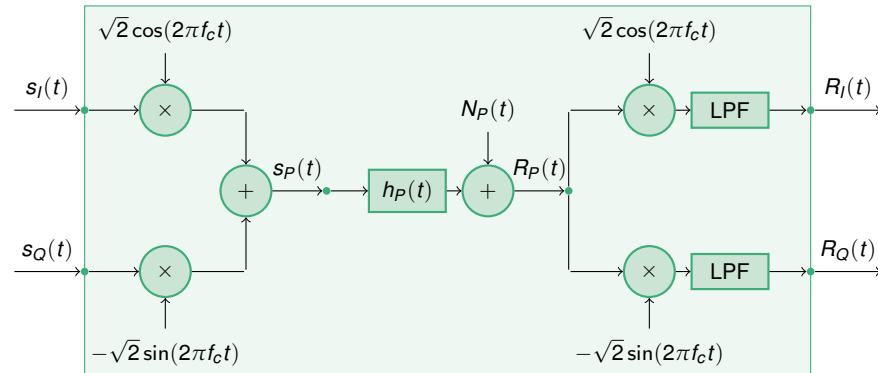 √2 cos(2πf_c t)
√2 cos(2πf_c t)
s_I(t)
×
×
LPF
R_I(t)
N_P(t)
+
s_P(t)
h_P(t)
+
R_P(t)
s_Q(t)
×
×
LPF
R_Q(t)
−√2 sin(2πf_c t)
−√2 sin(2πf_c t)